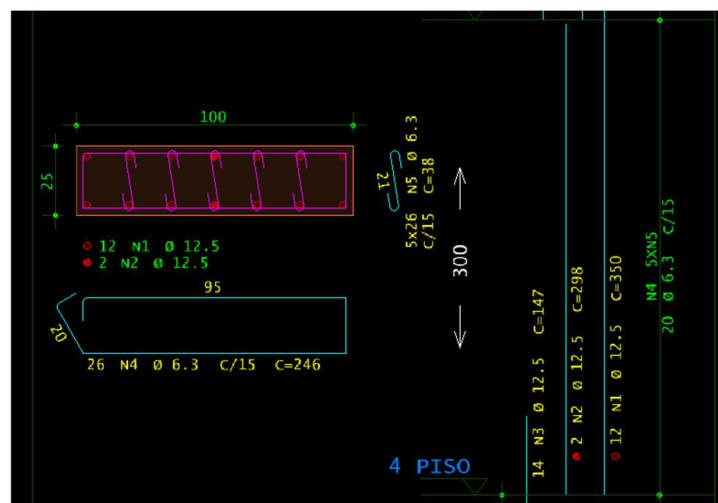 100
25
12 N1 Ø 12.5
2 N2 Ø 12.5
21
5x26 N5 Ø 6.3
C/15 C=38
95
20
26 N4 Ø 6.3 C/15 C=246
300
4 PISO
14 N3 Ø 12.5 C=147
2 N2 Ø 12.5 C=298
12 N1 Ø 12.5 C=350
N4 5XN5
20 Ø 6.3 C/15